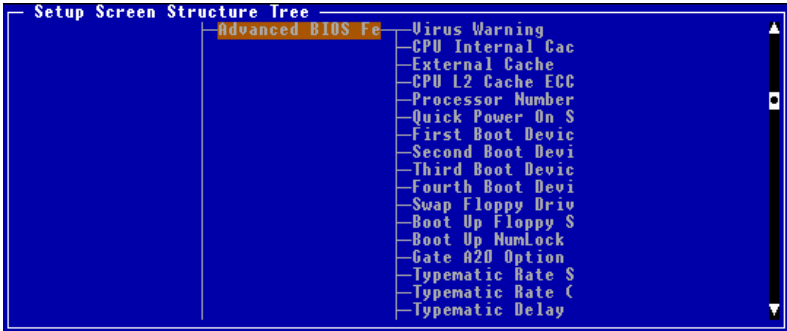 Setup Screen Structure Tree
Advanced BIOS Fe
Virus Warning
CPU Internal Cac
External Cache
CPU L2 Cache ECC
Processor Number
Quick Power On S
First Boot Devic
Second Boot Devi
Third Boot Devic
Fourth Boot Devi
Swap Floppy Driv
Boot Up Floppy S
Boot Up NumLock
Gate A20 Option
Typematic Rate S
Typematic Rate (
Typematic Delay